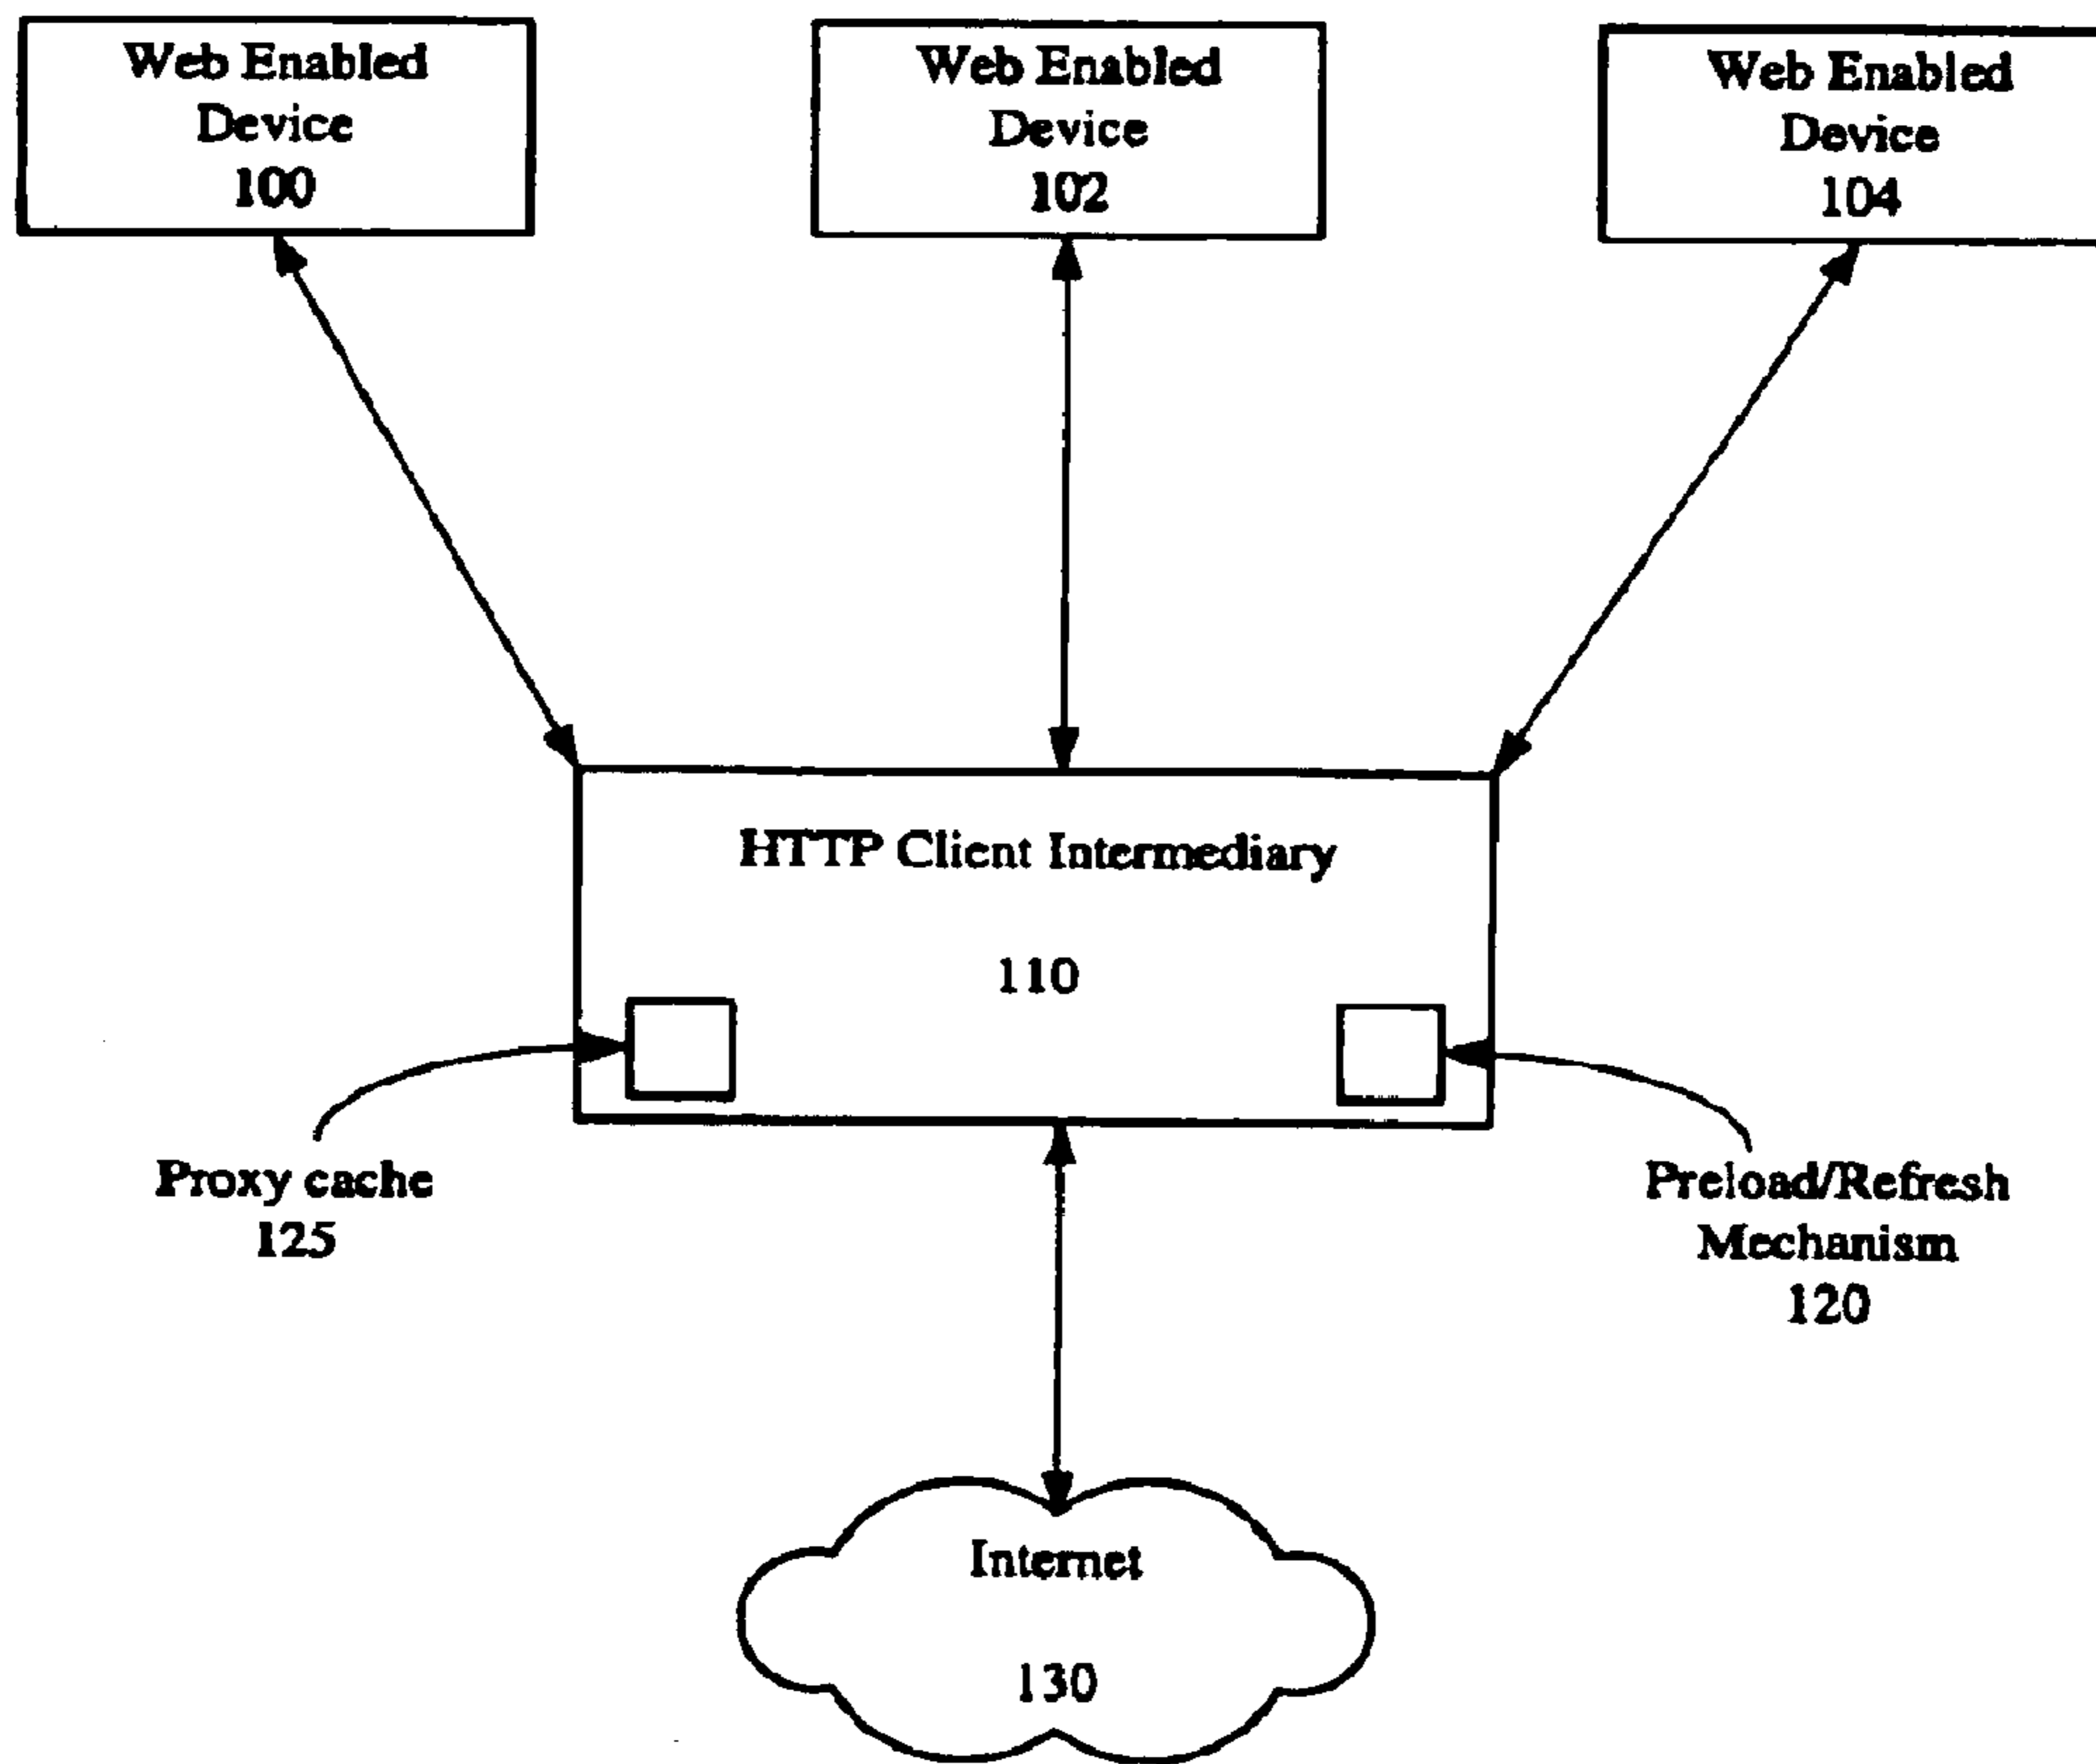 Web Enabled
Device
100
Web Enabled
Device
102
Web Enabled
Device
104
HTTP Client Intermediary
110
Proxy cache
125
Preload/Refresh
Mechanism
120
Internet
130